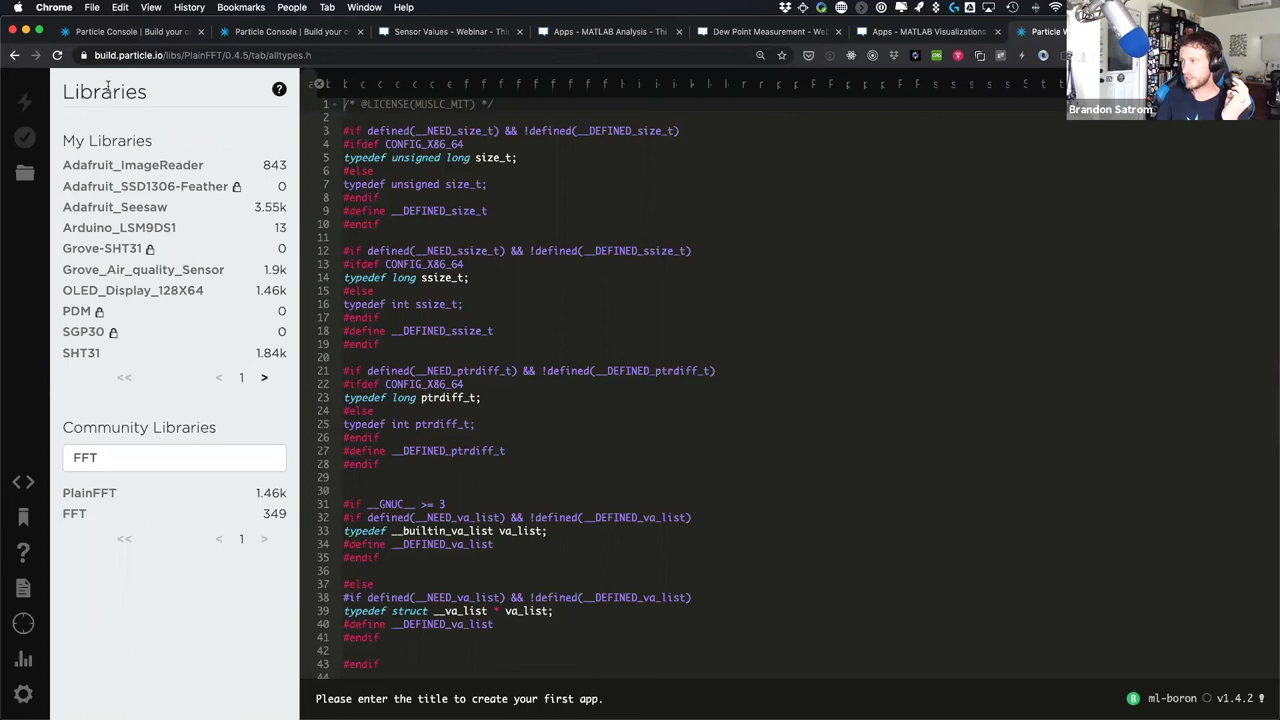 Chrome File Edit View History Bookmarks People Tab Window Help
Particle Console | Build your co
Particle Console | Build your co
Sensor Values - Webinar - Thi
Apps - MATLAB Analysis - Thi
Dew Point Measurement - We
Apps - MATLAB Visualizations
Particle W
build.particle.io/libs/PlainFFT/0.4.5/tab/alltypes.h
Brandon Satrom
Libraries
?
My Libraries
Adafruit_ImageReader 843
Adafruit_SSD1306-Feather 0
Adafruit_Seesaw 3.55k
Arduino_LSM9DS1 13
Grove-SHT31 0
Grove_Air_quality_Sensor 1.9k
OLED_Display_128X64 1.46k
PDM 0
SGP30 0
SHT31 1.84k
<< < 1 >
Community Libraries
FFT
PlainFFT 1.46k
FFT 349
<< < 1 >
1 /* @LICENSE(MUSLC_MIT) */
2
3 #if defined(__NEED_size_t) && !defined(__DEFINED_size_t)
4 #ifdef CONFIG_X86_64
5 typedef unsigned long size_t;
6 #else
7 typedef unsigned size_t;
8 #endif
9 #define __DEFINED_size_t
10 #endif
11
12 #if defined(__NEED_ssize_t) && !defined(__DEFINED_ssize_t)
13 #ifdef CONFIG_X86_64
14 typedef long ssize_t;
15 #else
16 typedef int ssize_t;
17 #endif
18 #define __DEFINED_ssize_t
19 #endif
20
21 #if defined(__NEED_ptrdiff_t) && !defined(__DEFINED_ptrdiff_t)
22 #ifdef CONFIG_X86_64
23 typedef long ptrdiff_t;
24 #else
25 typedef int ptrdiff_t;
26 #endif
27 #define __DEFINED_ptrdiff_t
28 #endif
29
30
31 #if __GNUC__ >= 3
32 #if defined(__NEED_va_list) && !defined(__DEFINED_va_list)
33 typedef __builtin_va_list va_list;
34 #define __DEFINED_va_list
35 #endif
36
37 #else
38 #if defined(__NEED_va_list) && !defined(__DEFINED_va_list)
39 typedef struct __va_list * va_list;
40 #define __DEFINED_va_list
41 #endif
42
43 #endif
44
Please enter the title to create your first app.
B ml-boron v1.4.2